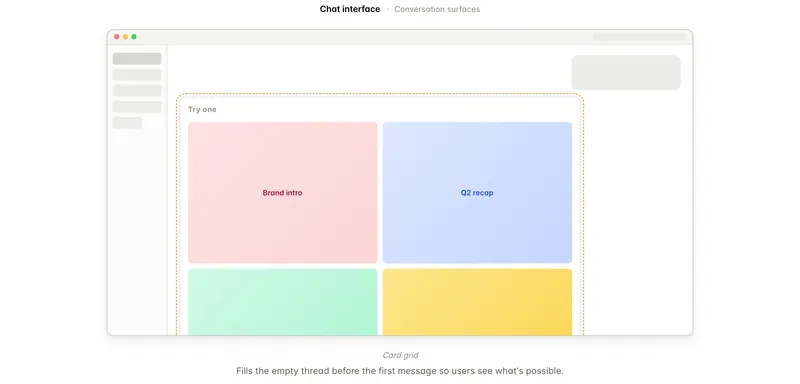 Chat interface · Conversation surfaces
Try one
Brand intro
Q2 recap
Card grid
Fills the empty thread before the first message so users see what's possible.